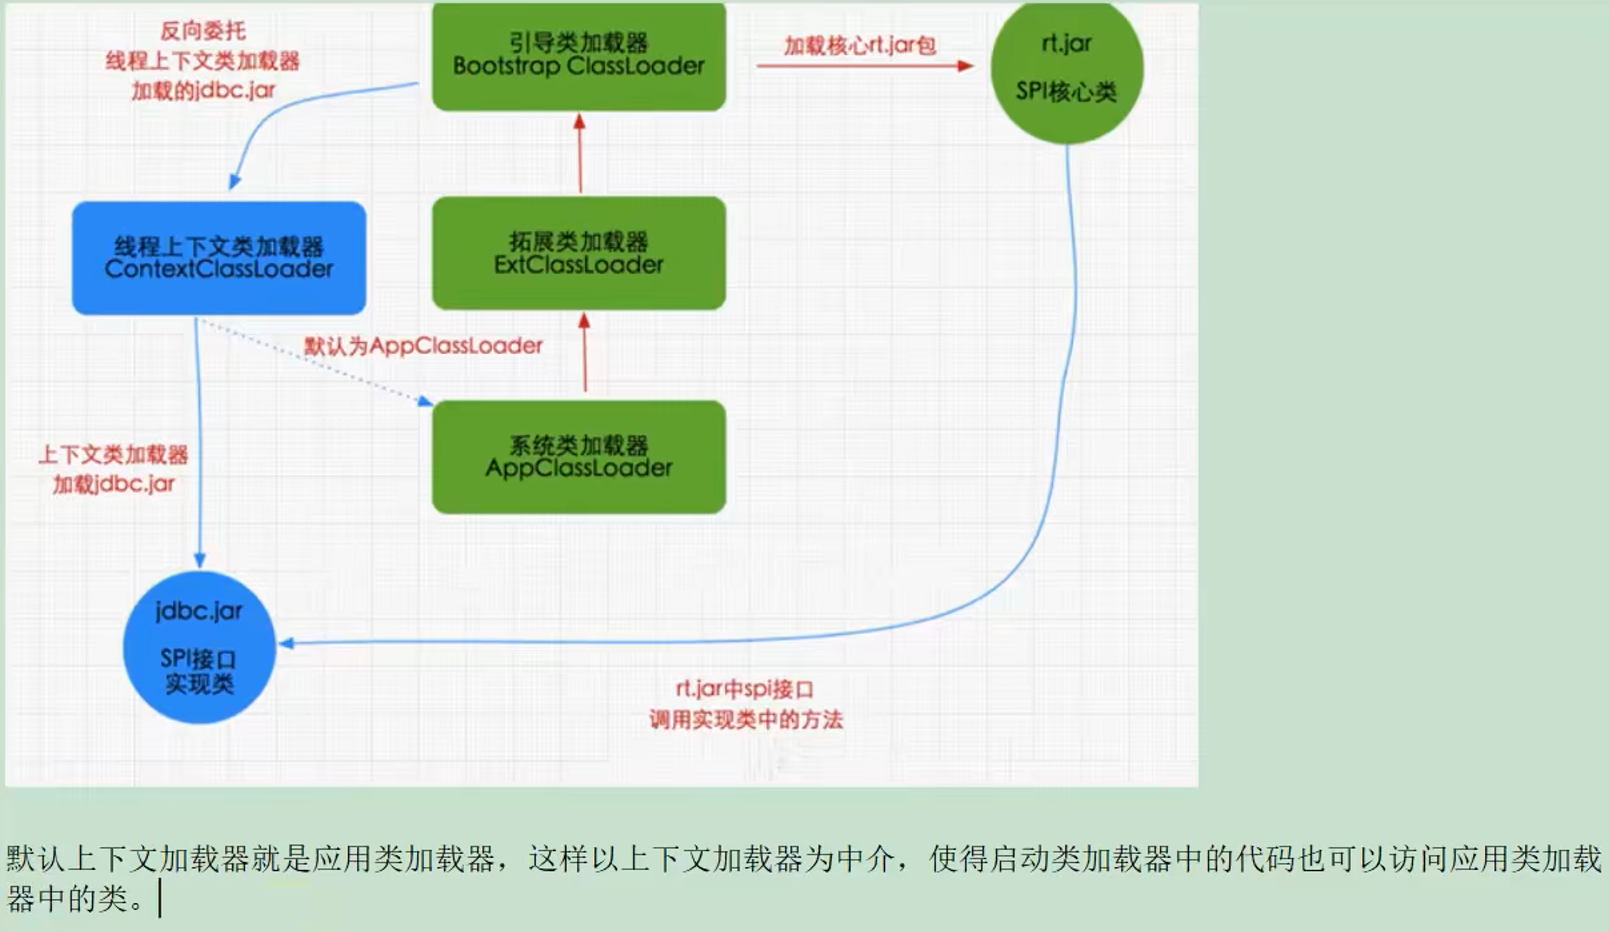 反向委托
线程上下文类加载器
加载的jdbc.jar
引导类加载器
Bootstrap ClassLoader
加载核心rt.jar包
rt.jar
SPI核心类
线程上下文类加载器
ContextClassLoader
拓展类加载器
ExtClassLoader
默认为AppClassLoader
系统类加载器
AppClassLoader
上下文类加载器
加载jdbc.jar
jdbc.jar
SPI接口
实现类
rt.jar中spi接口
调用实现类中的方法
默认上下文加载器就是应用类加载器，这样以上下文加载器为中介，使得启动类加载器中的代码也可以访问应用类加载
器中的类。